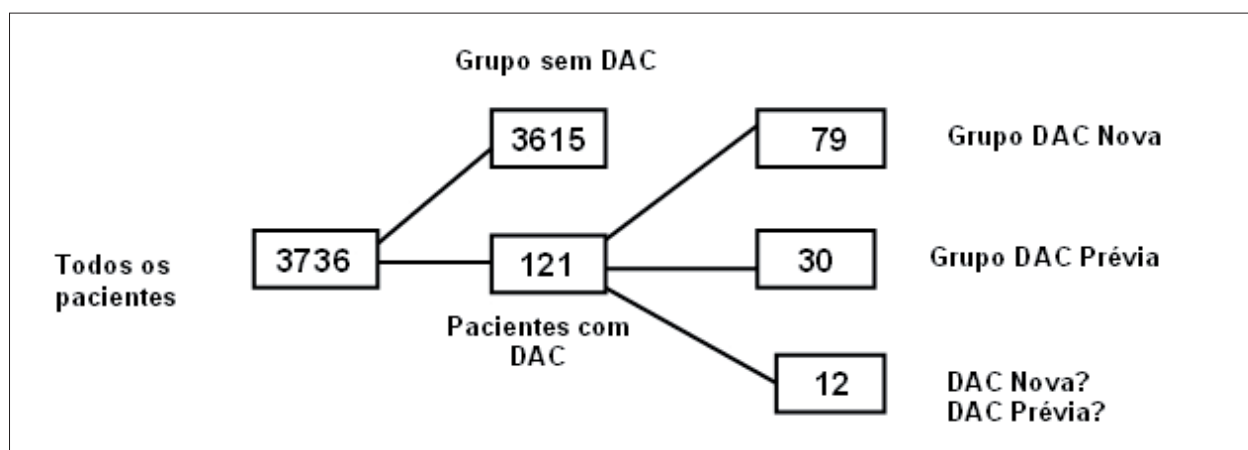 Grupo sem DAC
3615
79
Grupo DAC Nova
Todos os
pacientes
3736
121
Pacientes com
DAC
30
Grupo DAC Prévia
12
DAC Nova?
DAC Prévia?